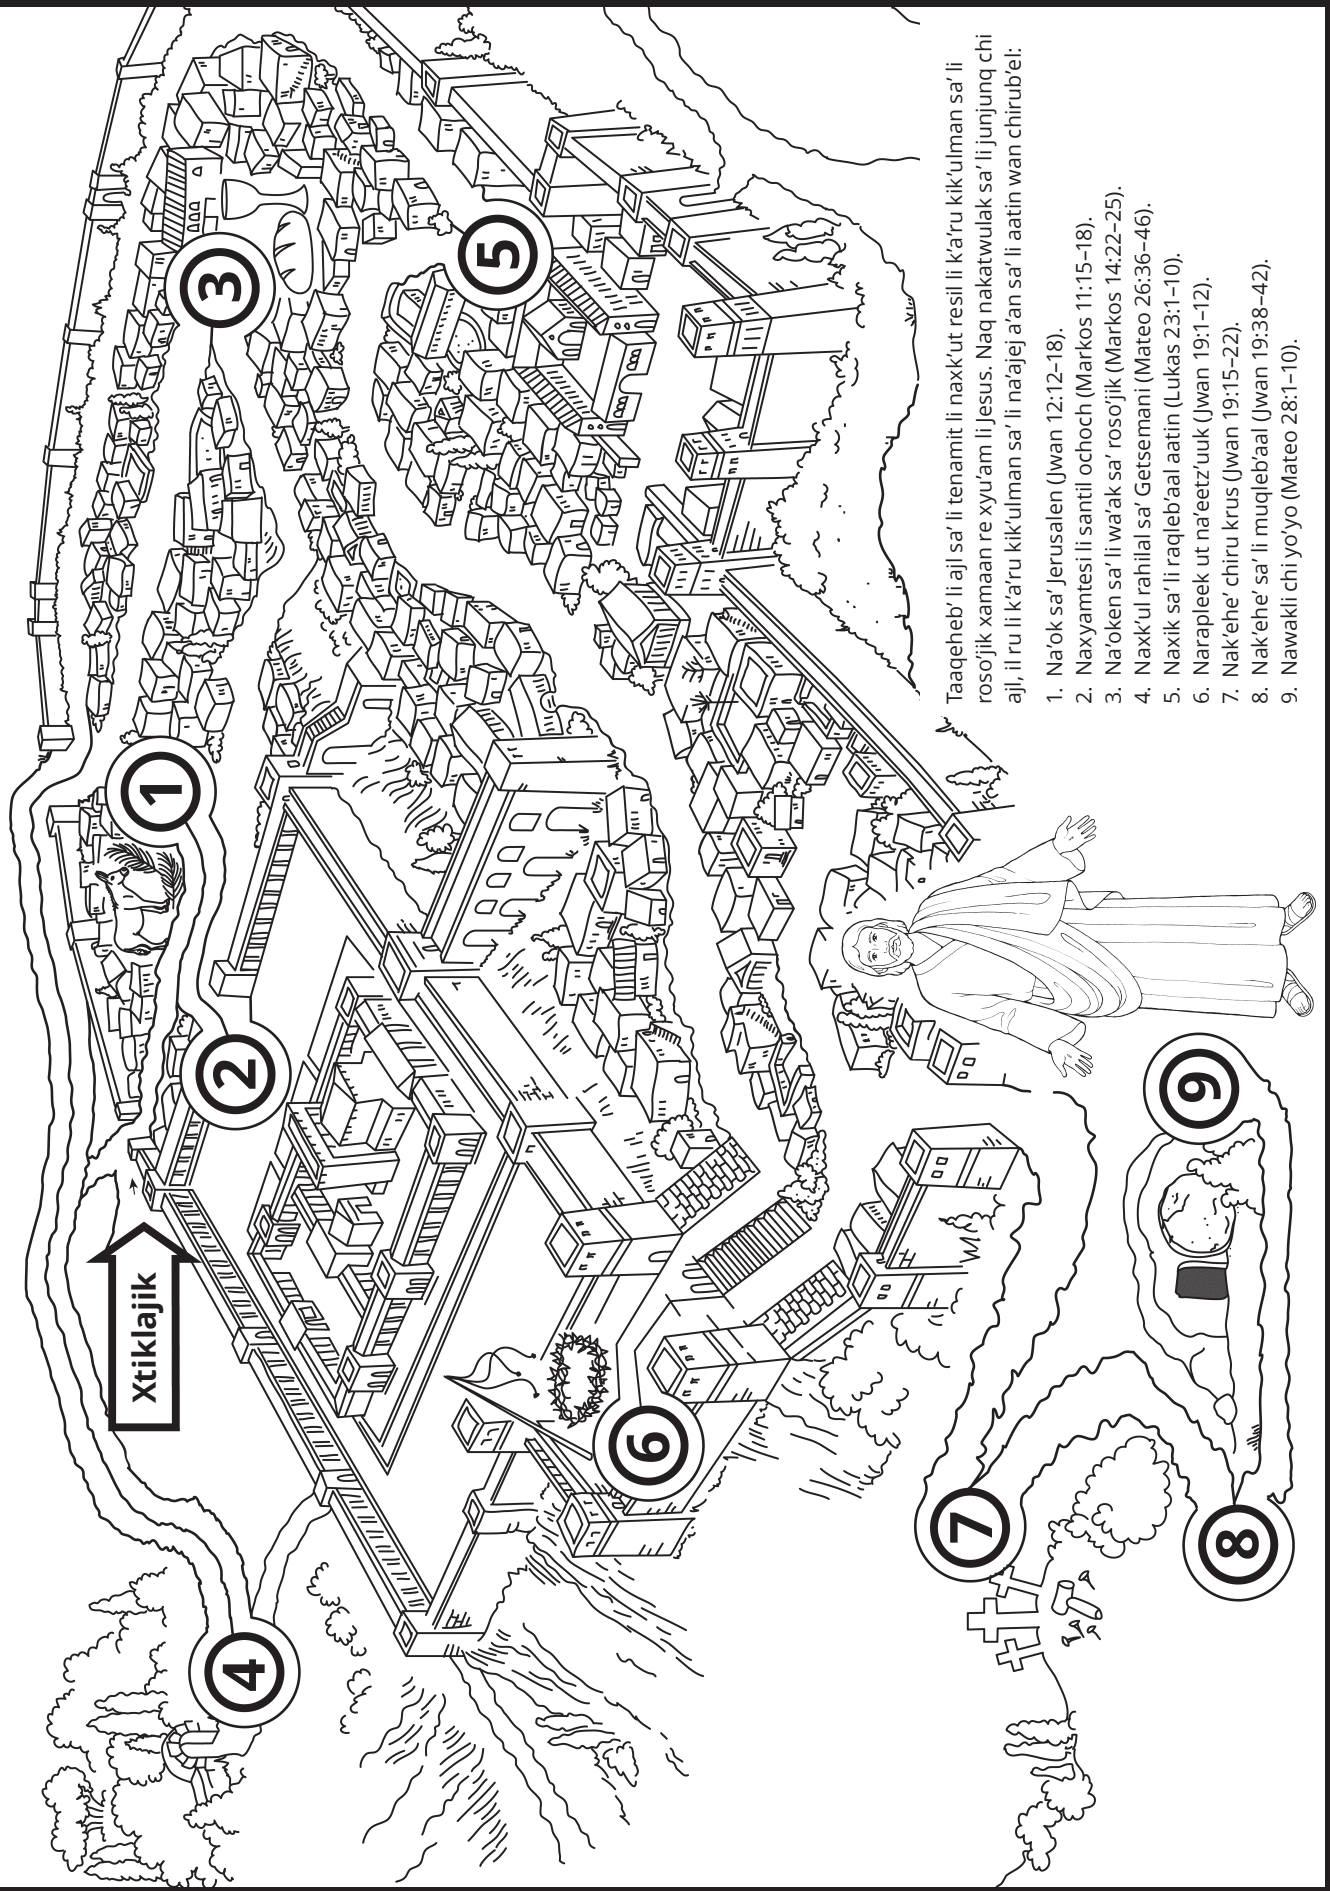 Taaqeheb’ li ajl sa’ li tenamit li naxk’ut resil li k’a’ru kik’ulman sa’ li
roso’jik xamaan re xyu’am li Jesus. Naq nakatwulak sa’ li junjunq chi
ajl, il ru li k’a’ru kik’ulman sa’ li na’ajej a’an sa’ li aatin wan chirub’el:
1. Na’ok sa’ Jerusalen (Jwan 12:12–18).
2. Naxyamtesi li santil ochoch (Markos 11:15–18).
3. Na’oken sa’ li wa’ak sa’ roso’jik (Markos 14:22–25).
4. Naxk’ul rahilal sa’ Getsemani (Mateo 26:36–46).
5. Naxik sa’ li raqleb’aal aatin (Lukas 23:1–10).
6. Narapleek ut na’eetz’uuk (Jwan 19:1–12).
7. Nak’ehe’ chiru krus (Jwan 19:15–22).
8. Nak’ehe’ sa’ li muqleb’aal (Jwan 19:38–42).
9. Nawakli chi yo’yo (Mateo 28:1–10).
Xtiklajik
1
2
3
4
5
6
7
8
9